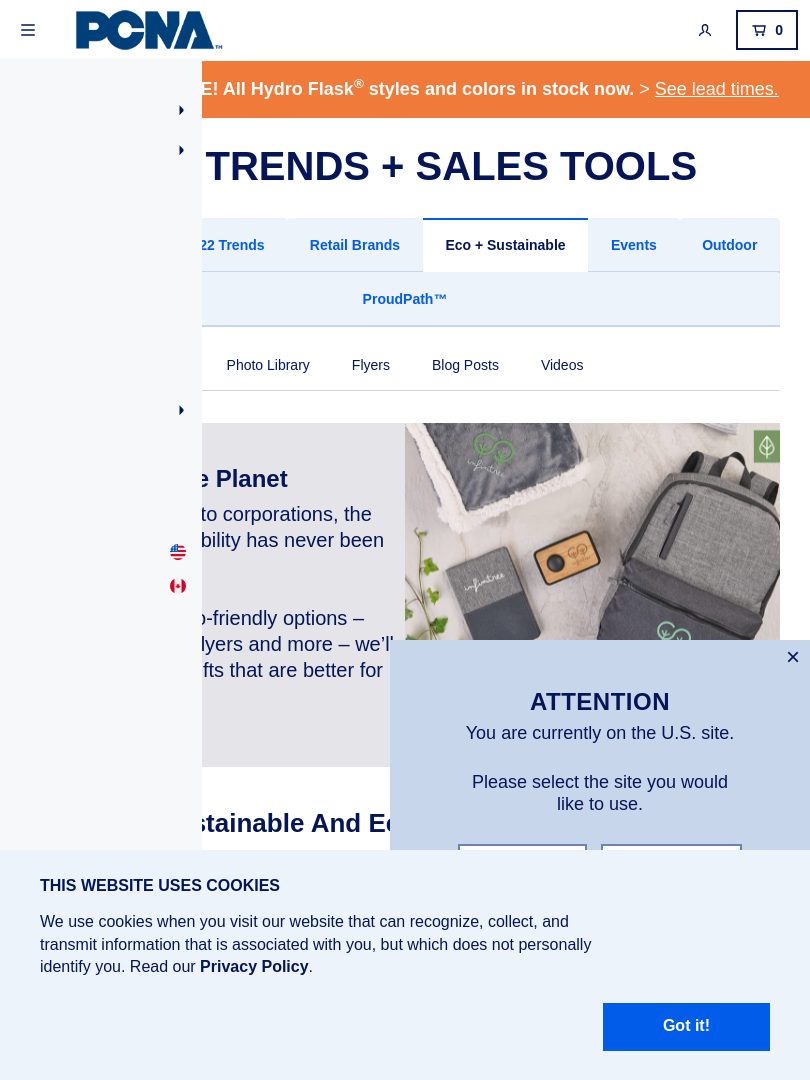 PCNA™
0
E! All Hydro Flask® styles and colors in stock now. > See lead times.
TRENDS + SALES TOOLS
22 Trends
Retail Brands
Eco + Sustainable
Events
Outdoor
ProudPath™
Photo Library
Flyers
Blog Posts
Videos
e Planet
to corporations, the
bility has never been
o-friendly options –
lyers and more – we'll
fts that are better for
infinitree
infinitree
×
ATTENTION
You are currently on the U.S. site.
Please select the site you would
like to use.
stainable And Ec
THIS WEBSITE USES COOKIES
We use cookies when you visit our website that can recognize, collect, and
transmit information that is associated with you, but which does not personally
identify you. Read our Privacy Policy.
Got it!